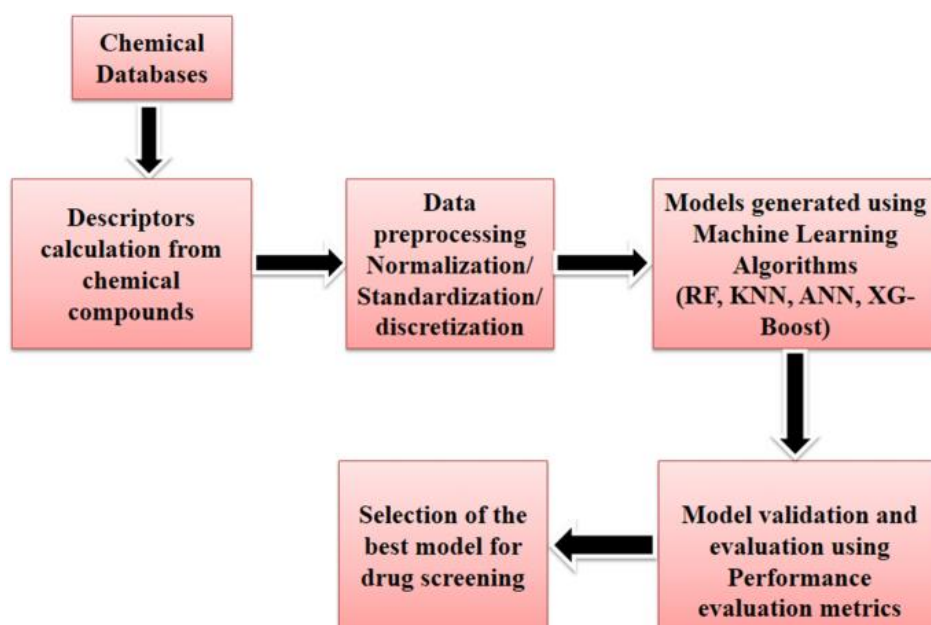 Chemical
Databases
Descriptors
calculation from
chemical
compounds
Data
preprocessing
Normalization/
Standardization/
discretization
Models generated using
Machine Learning
Algorithms
(RF, KNN, ANN, XG-
Boost)
Selection of the
best model for
drug screening
Model validation and
evaluation using
Performance
evaluation metrics